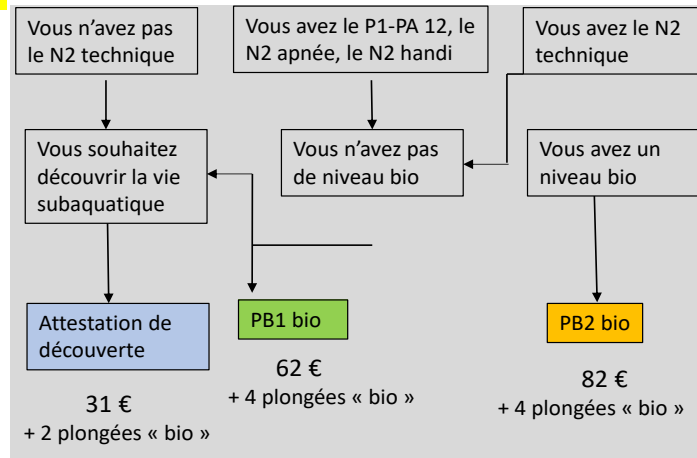 Vous n'avez pas
le N2 technique
Vous avez le P1-PA 12, le
N2 apnée, le N2 handi
Vous avez le N2
technique
Vous souhaitez
découvrir la vie
subaquatique
Vous n'avez pas
de niveau bio
Vous avez un
niveau bio
Attestation de
découverte
31 €
+ 2 plongées « bio »
PB1 bio
62 €
+ 4 plongées « bio »
PB2 bio
82 €
+ 4 plongées « bio »